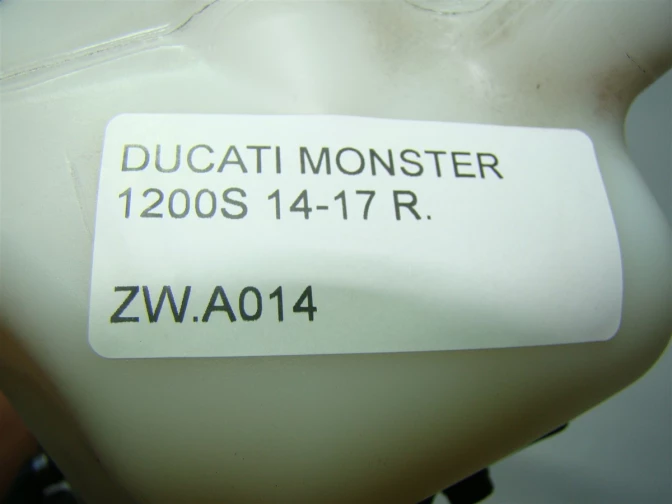 DUCATI MONSTER
1200S 14-17 R.
ZW.A014